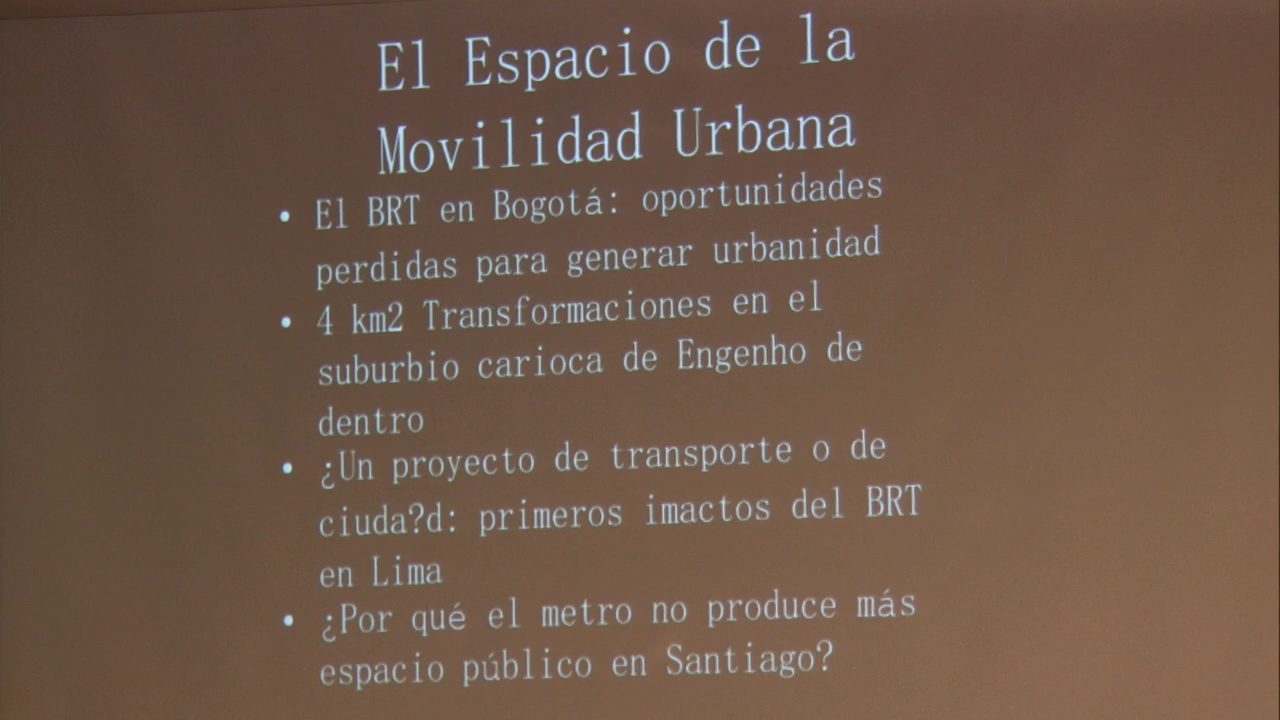 El Espacio de la
Movilidad Urbana
• El BRT en Bogotá: oportunidades
perdidas para generar urbanidad
• 4 km2 Transformaciones en el
suburbio carioca de Engenho de
dentro
• ¿Un proyecto de transporte o de
ciuda?d: primeros imactos del BRT
en Lima
• ¿Por qué el metro no produce más
espacio público en Santiago?